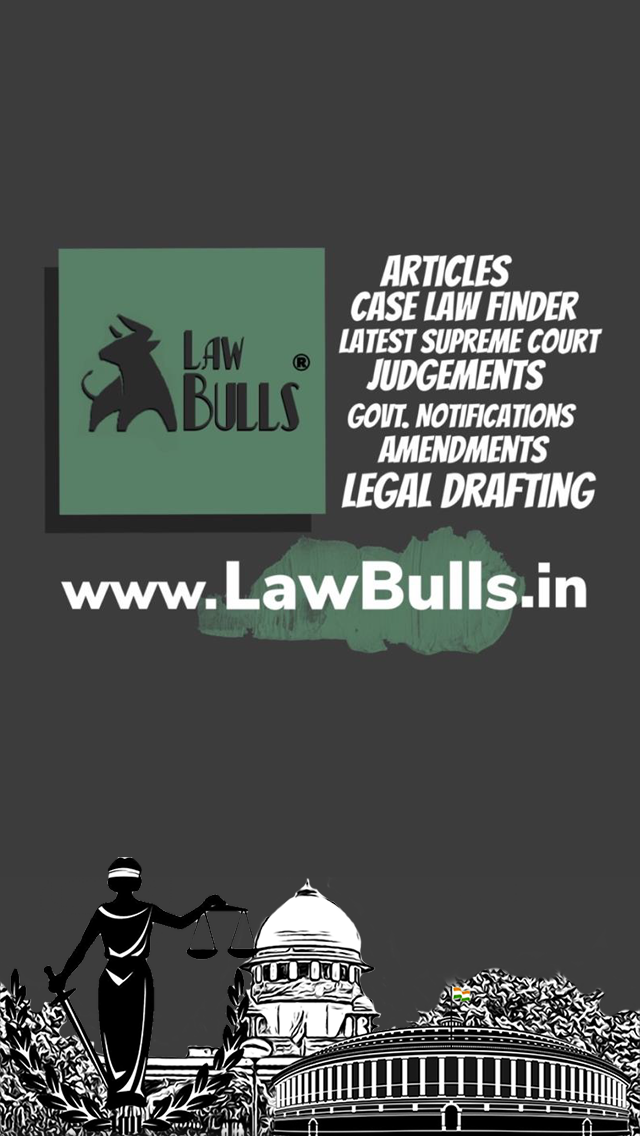 LAW
BULLS ®
ARTICLES
CASE LAW FINDER
LATEST SUPREME COURT
JUDGEMENTS
GOVT. NOTIFICATIONS
AMENDMENTS
LEGAL DRAFTING
www.LawBulls.in